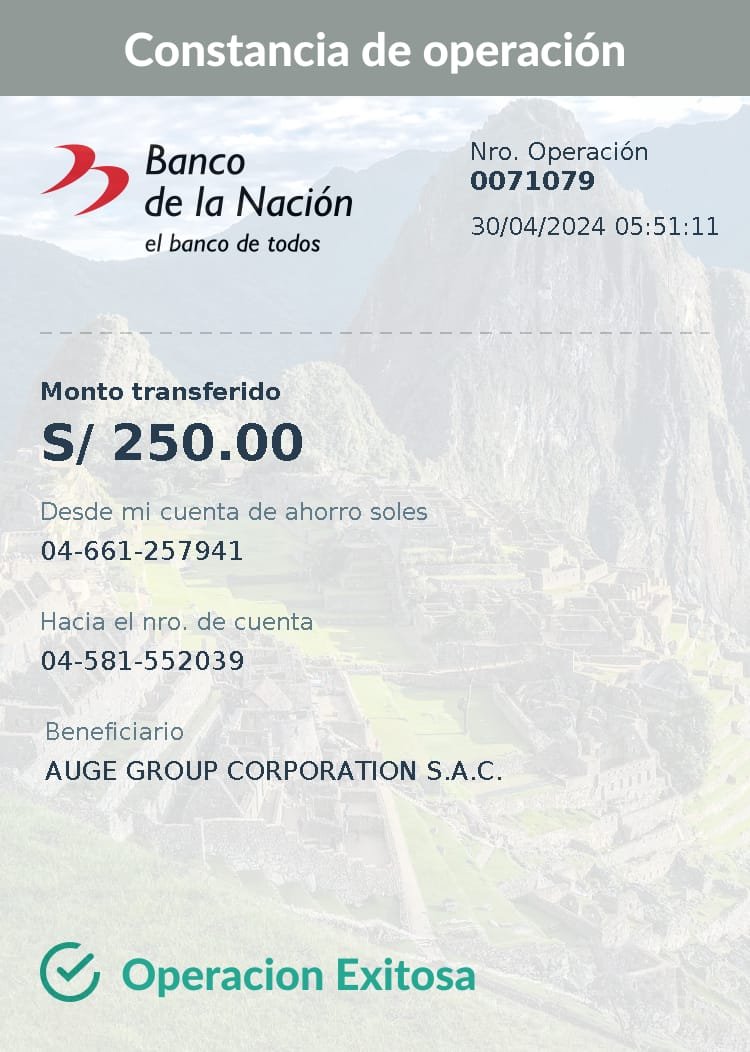 Constancia de operación
Banco
de la Nación
el banco de todos
Nro. Operación
0071079
30/04/2024 05:51:11
Monto transferido
S/ 250.00
Desde mi cuenta de ahorro soles
04-661-257941
Hacia el nro. de cuenta
04-581-552039
Beneficiario
AUGE GROUP CORPORATION S.A.C.
Operacion Exitosa